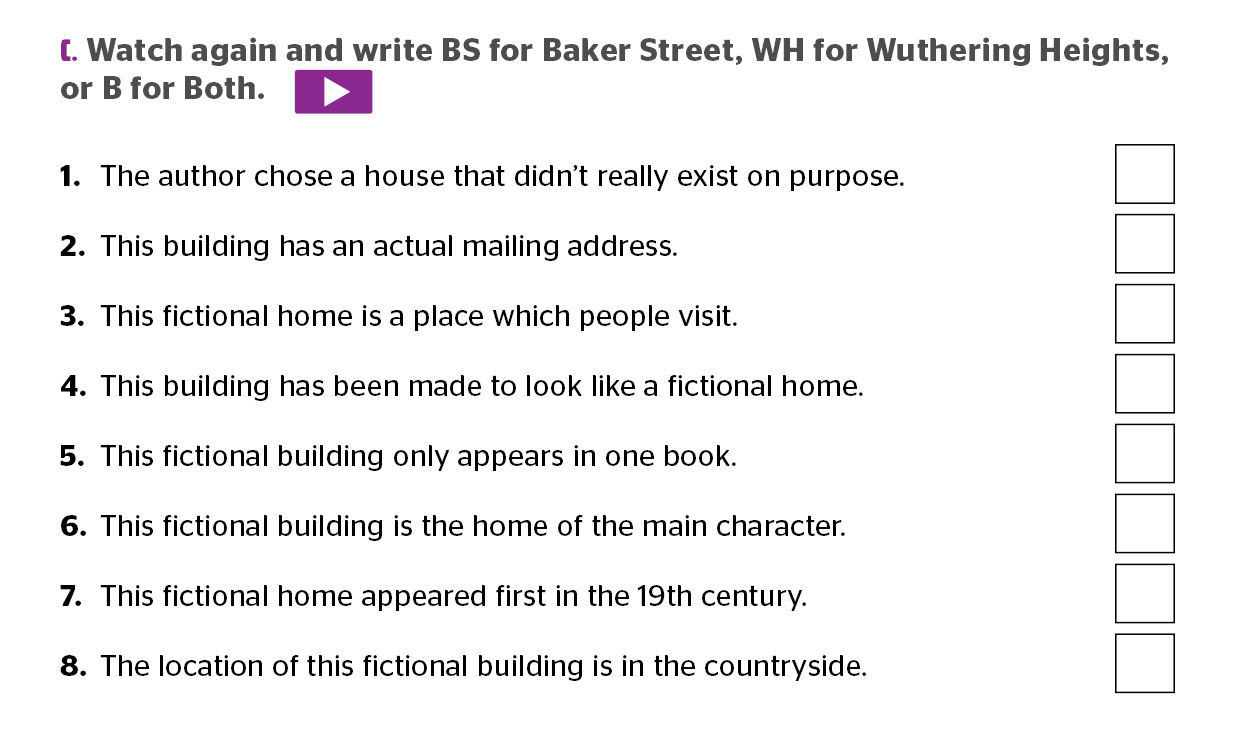 C. Watch again and write BS for Baker Street, WH for Wuthering Heights,
or B for Both.
1. The author chose a house that didn’t really exist on purpose.
2. This building has an actual mailing address.
3. This fictional home is a place which people visit.
4. This building has been made to look like a fictional home.
5. This fictional building only appears in one book.
6. This fictional building is the home of the main character.
7. This fictional home appeared first in the 19th century.
8. The location of this fictional building is in the countryside.